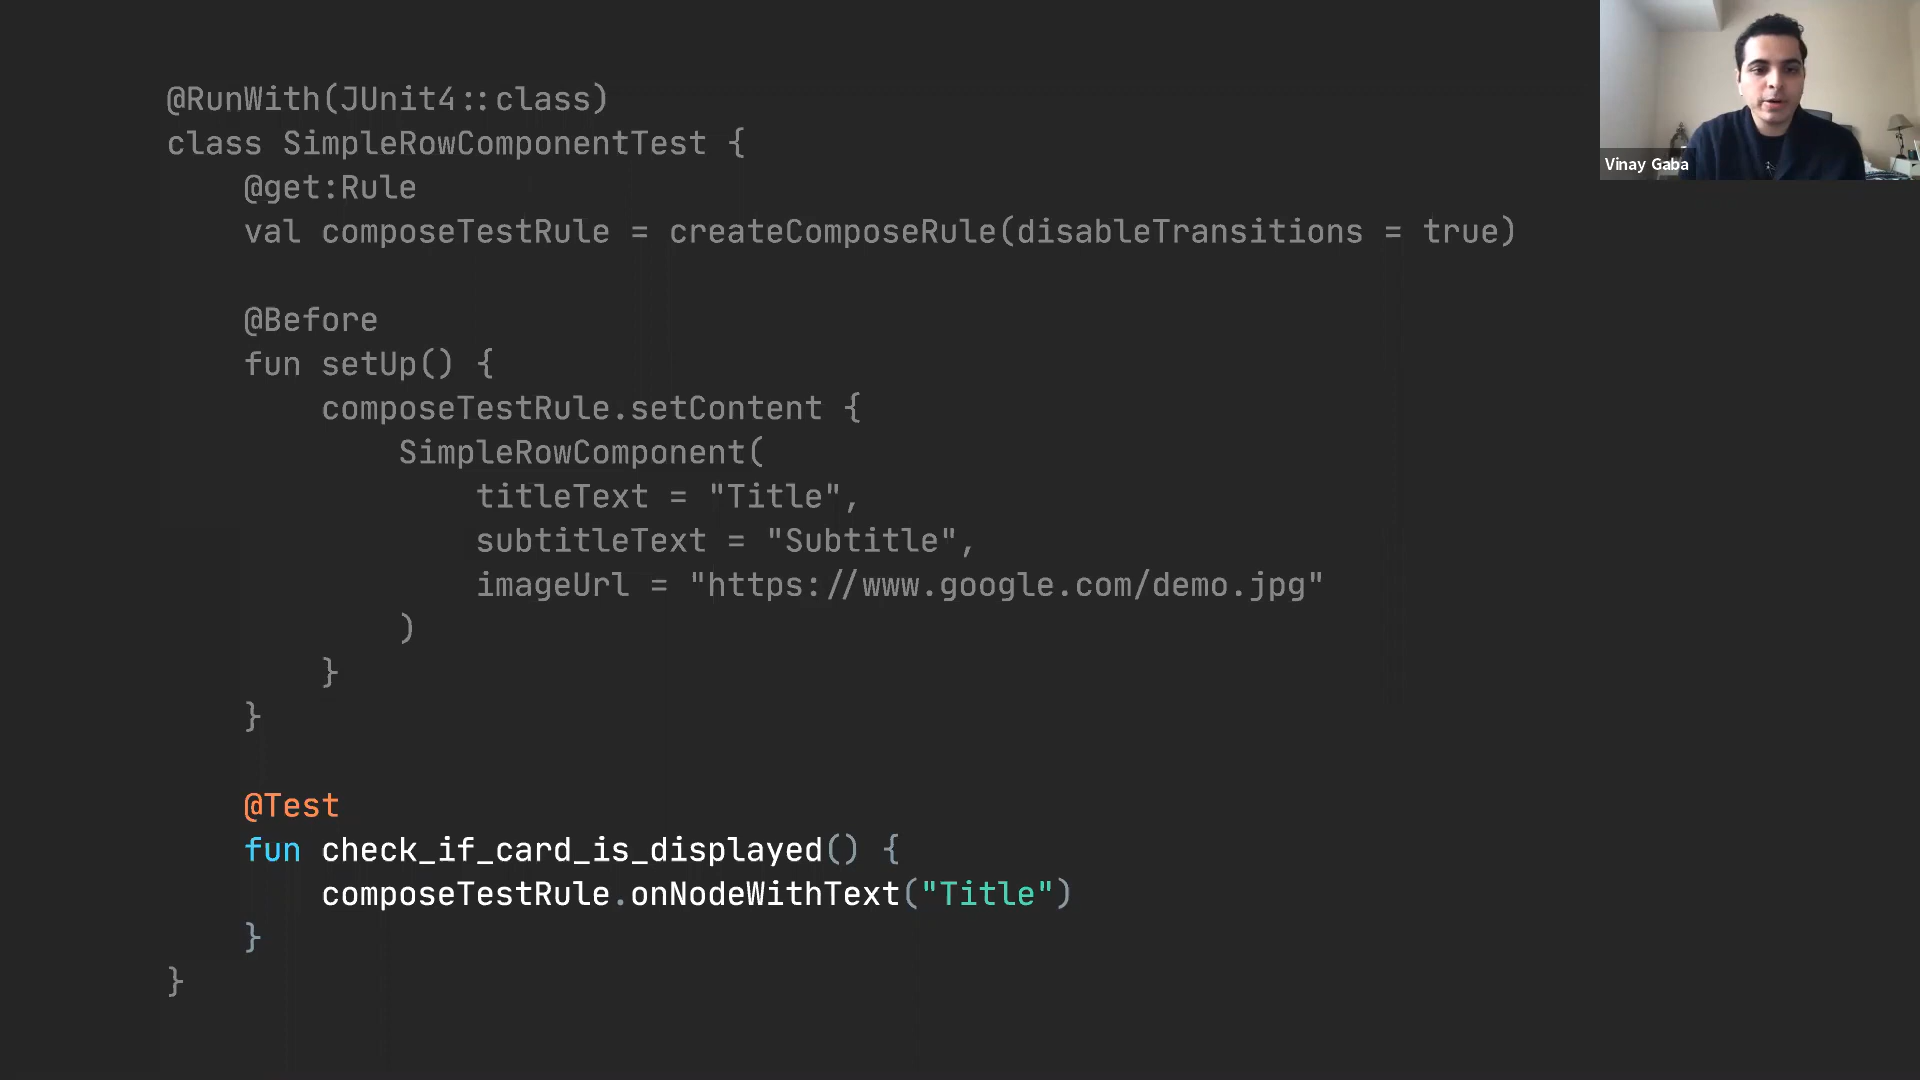 @RunWith(JUnit4::class)
class SimpleRowComponentTest {
    @get:Rule
    val composeTestRule = createComposeRule(disableTransitions = true)

    @Before
    fun setUp() {
        composeTestRule.setContent {
            SimpleRowComponent(
                titleText = "Title",
                subtitleText = "Subtitle",
                imageUrl = "https://www.google.com/demo.jpg"
            )
        }
    }

    @Test
    fun check_if_card_is_displayed() {
        composeTestRule.onNodeWithText("Title")
    }
}
Vinay Gaba